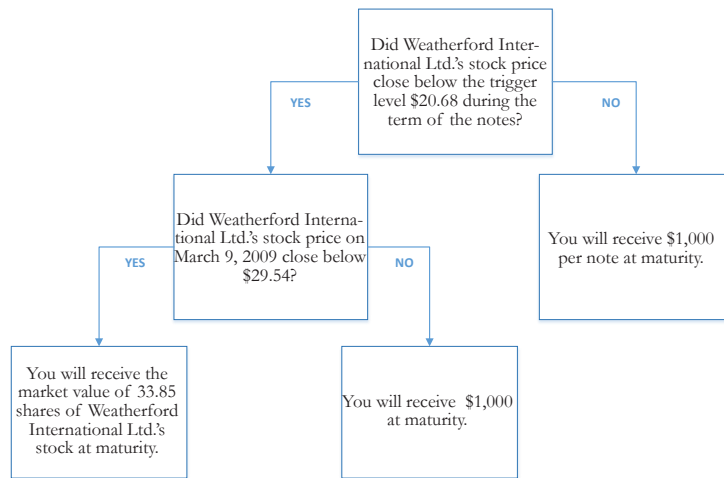 Did Weatherford Inter-
national Ltd.'s stock price
close below the trigger
level $20.68 during the
term of the notes?
YES
NO
Did Weatherford Interna-
tional Ltd.'s stock price on
March 9, 2009 close below
$29.54?
You will receive $1,000
per note at maturity.
YES
NO
You will receive the
market value of 33.85
shares of Weatherford
International Ltd.'s
stock at maturity.
You will receive $1,000
at maturity.